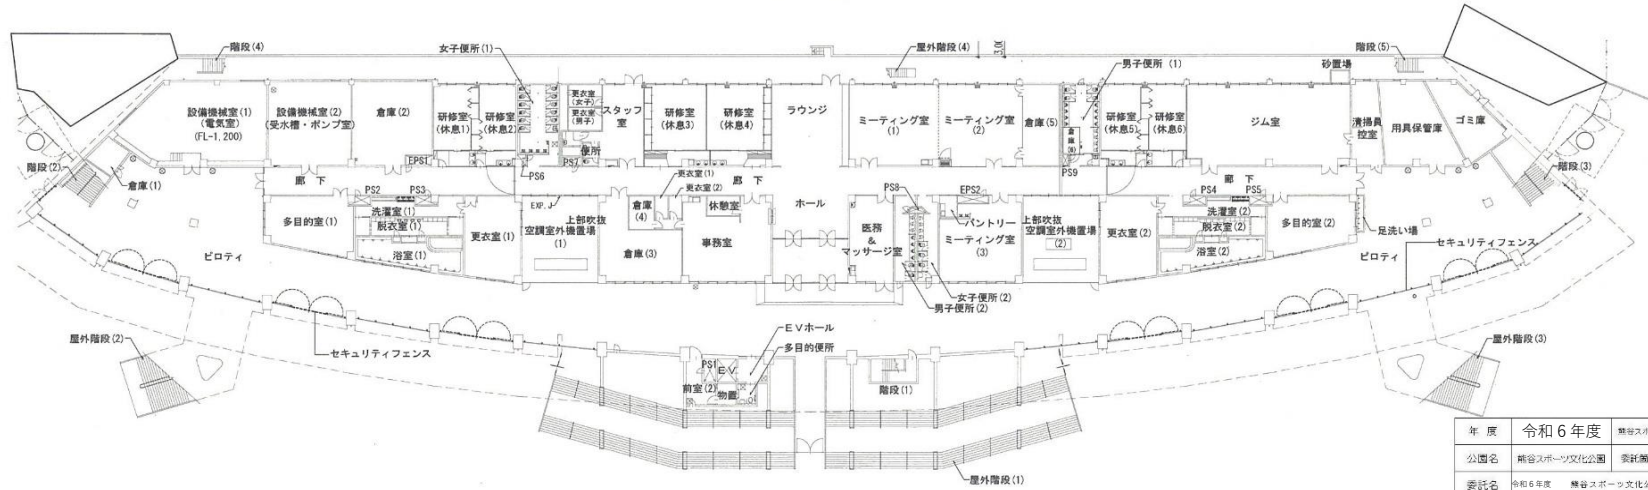 階段(4)
女子便所(1)
屋外階段(4)
3.00
階段(5)
男子便所(1)
砂置場
設備機械室(1)
(電気室)
(FL-1,200)
設備機械室(2)
(受水槽・ポンプ室)
倉庫(2)
研修室
(休息1)
研修室
(休息2)
更衣室
(女子)
更衣室
(男子)
便所
スタッフ
室
研修室
(休息3)
研修室
(休息4)
ラウンジ
ミーティング室
(1)
ミーティング室
(2)
倉庫(5)
研修室
(休息5)
研修室
(休息6)
ジム室
清掃員
控室
用具保管庫
ゴミ庫
階段(2)
倉庫(1)
EPS1
PS7
PS6
PS9
階段(3)
廊下
PS2
PS3
更衣室(1)
更衣室(2)
廊下
PS8
EPS2
PS4
廊下
PS5
多目的室(1)
洗濯室(1)
脱衣室(1)
浴室(1)
更衣室(1)
EXP.J
上部吹抜
空調室外機置場
(1)
倉庫
(4)
倉庫(3)
休憩室
事務室
ホール
医務
&
マッサージ室
パントリー
ミーティング室
(3)
上部吹抜
空調室外機置場
(2)
更衣室(2)
洗濯室(2)
脱衣室(2)
浴室(2)
多目的室(2)
足洗い場
セキュリティフェンス
ピロティ
ピロティ
女子便所(2)
男子便所(2)
屋外階段(2)
セキュリティフェンス
EVホール
多目的便所
PS1
EV.
前室(2)
物置
階段(1)
屋外階段(3)
屋外階段(1)
年度 令和6年度 熊谷スポ
公園名 熊谷スポーツ文化公園 委託箇
委託名 令和6年度 熊谷スポーツ文化公